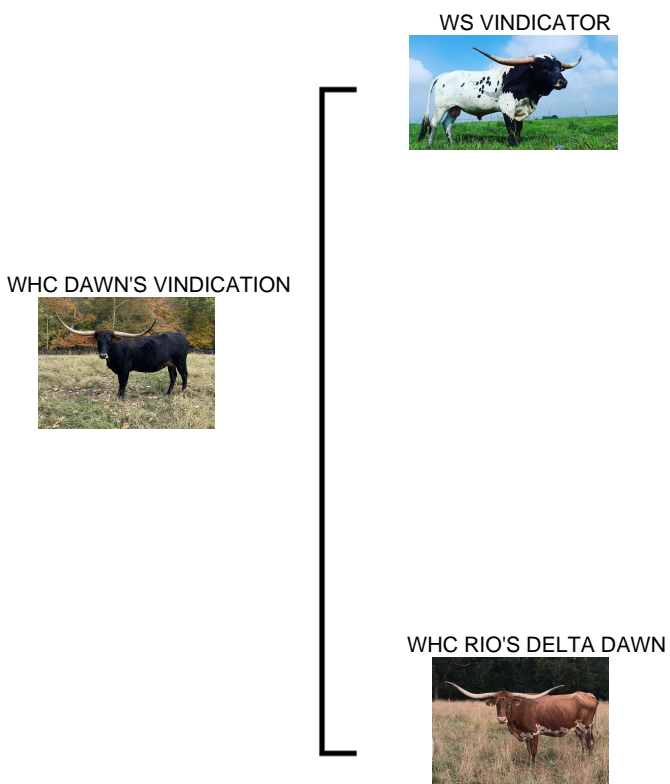 WS VINDICATOR
WHC DAWN'S VINDICATION
WHC RIO'S DELTA DAWN